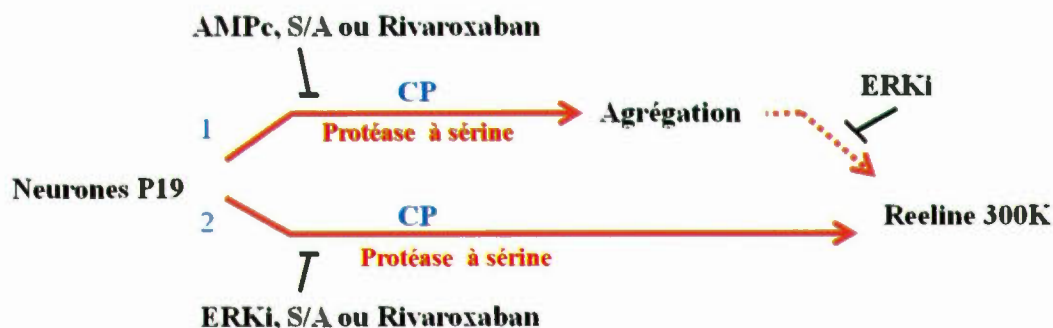 AMPc, S/A ou Rivaroxaban
CP
ERKi
1
Protéase à sérine
Agrégation
Neurones P19
Reeline 300K
2
CP
Protéase à sérine
ERKi, S/A ou Rivaroxaban